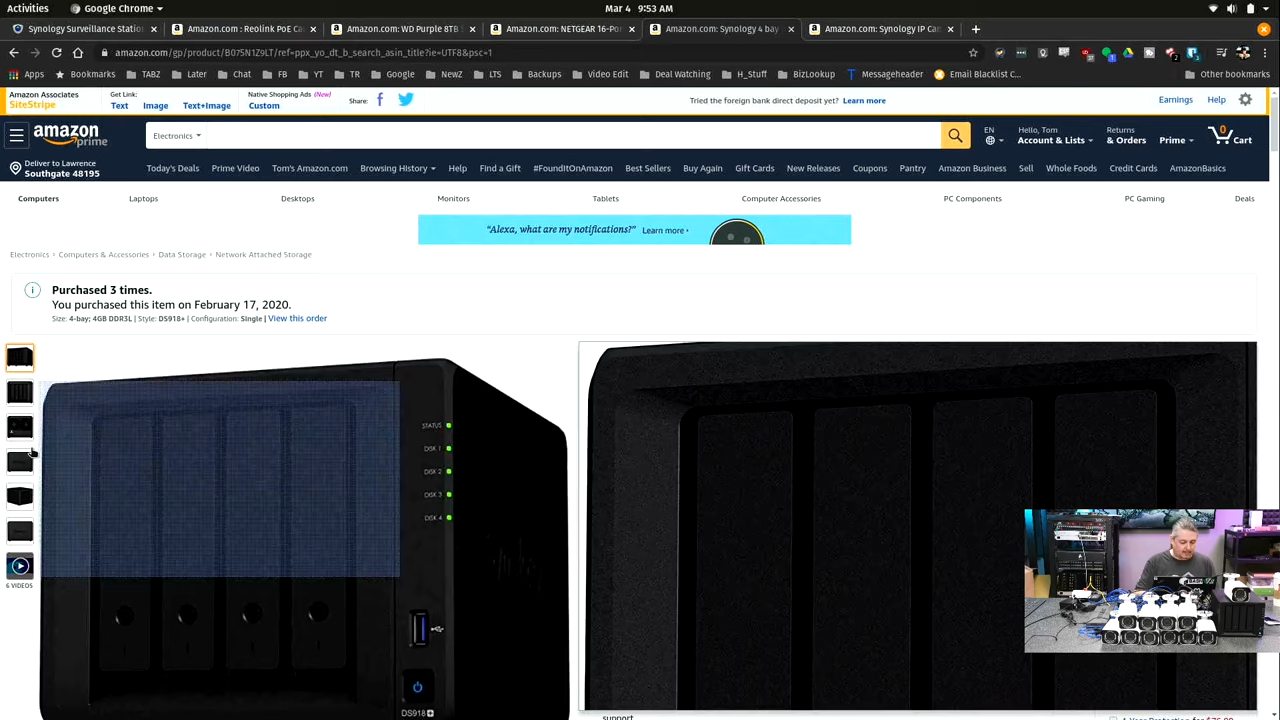 Activities
Google Chrome
Mar 4 9:53 AM
Synology Surveillance Station
Amazon.com: Reolink PoE Ca
Amazon.com: WD Purple 8TB
Amazon.com: NETGEAR 16-Po
Amazon.com: Synology 4 bay
Amazon.com: Synology IP Cam
amazon.com/gp/product/B075N1Z9LT/ref=ppx_yo_dt_b_search_asin_title?ie=UTF8&psc=1
Apps
Bookmarks
TABZ
Later
Chat
FB
YT
TR
Google
NewZ
LTS
Backups
Video Edit
Deal Watching
H_Stuff
BizLookup
Messageheader
Email Blacklist C...
Other bookmarks
Amazon Associates
SiteStripe
Get Link:
Text Image Text+Image
Native Shopping Ads (New)
Custom
Share:
Tried the foreign bank direct deposit yet? Learn more
Earnings Help
amazon prime
Electronics
EN
Hello, Tom
Account & Lists
Returns
& Orders
Prime
0
Cart
Deliver to Lawrence
Southgate 48195
Today's Deals Prime Video Tom's Amazon.com Browsing History Help Find a Gift #FoundItOnAmazon Best Sellers Buy Again Gift Cards New Releases Coupons Pantry Amazon Business Sell Whole Foods Credit Cards AmazonBasics
Computers Laptops Desktops Monitors Tablets Computer Accessories PC Components PC Gaming Deals
"Alexa, what are my notifications?" Learn more ›
Electronics › Computers & Accessories › Data Storage › Network Attached Storage
Purchased 3 times.
You purchased this item on February 17, 2020.
Size: 4-bay; 4GB DDR3L | Style: DS918+ | Configuration: Single | View this order
STATUS
DISK 1
DISK 2
DISK 3
DISK 4
DS918+
6 VIDEOS
support